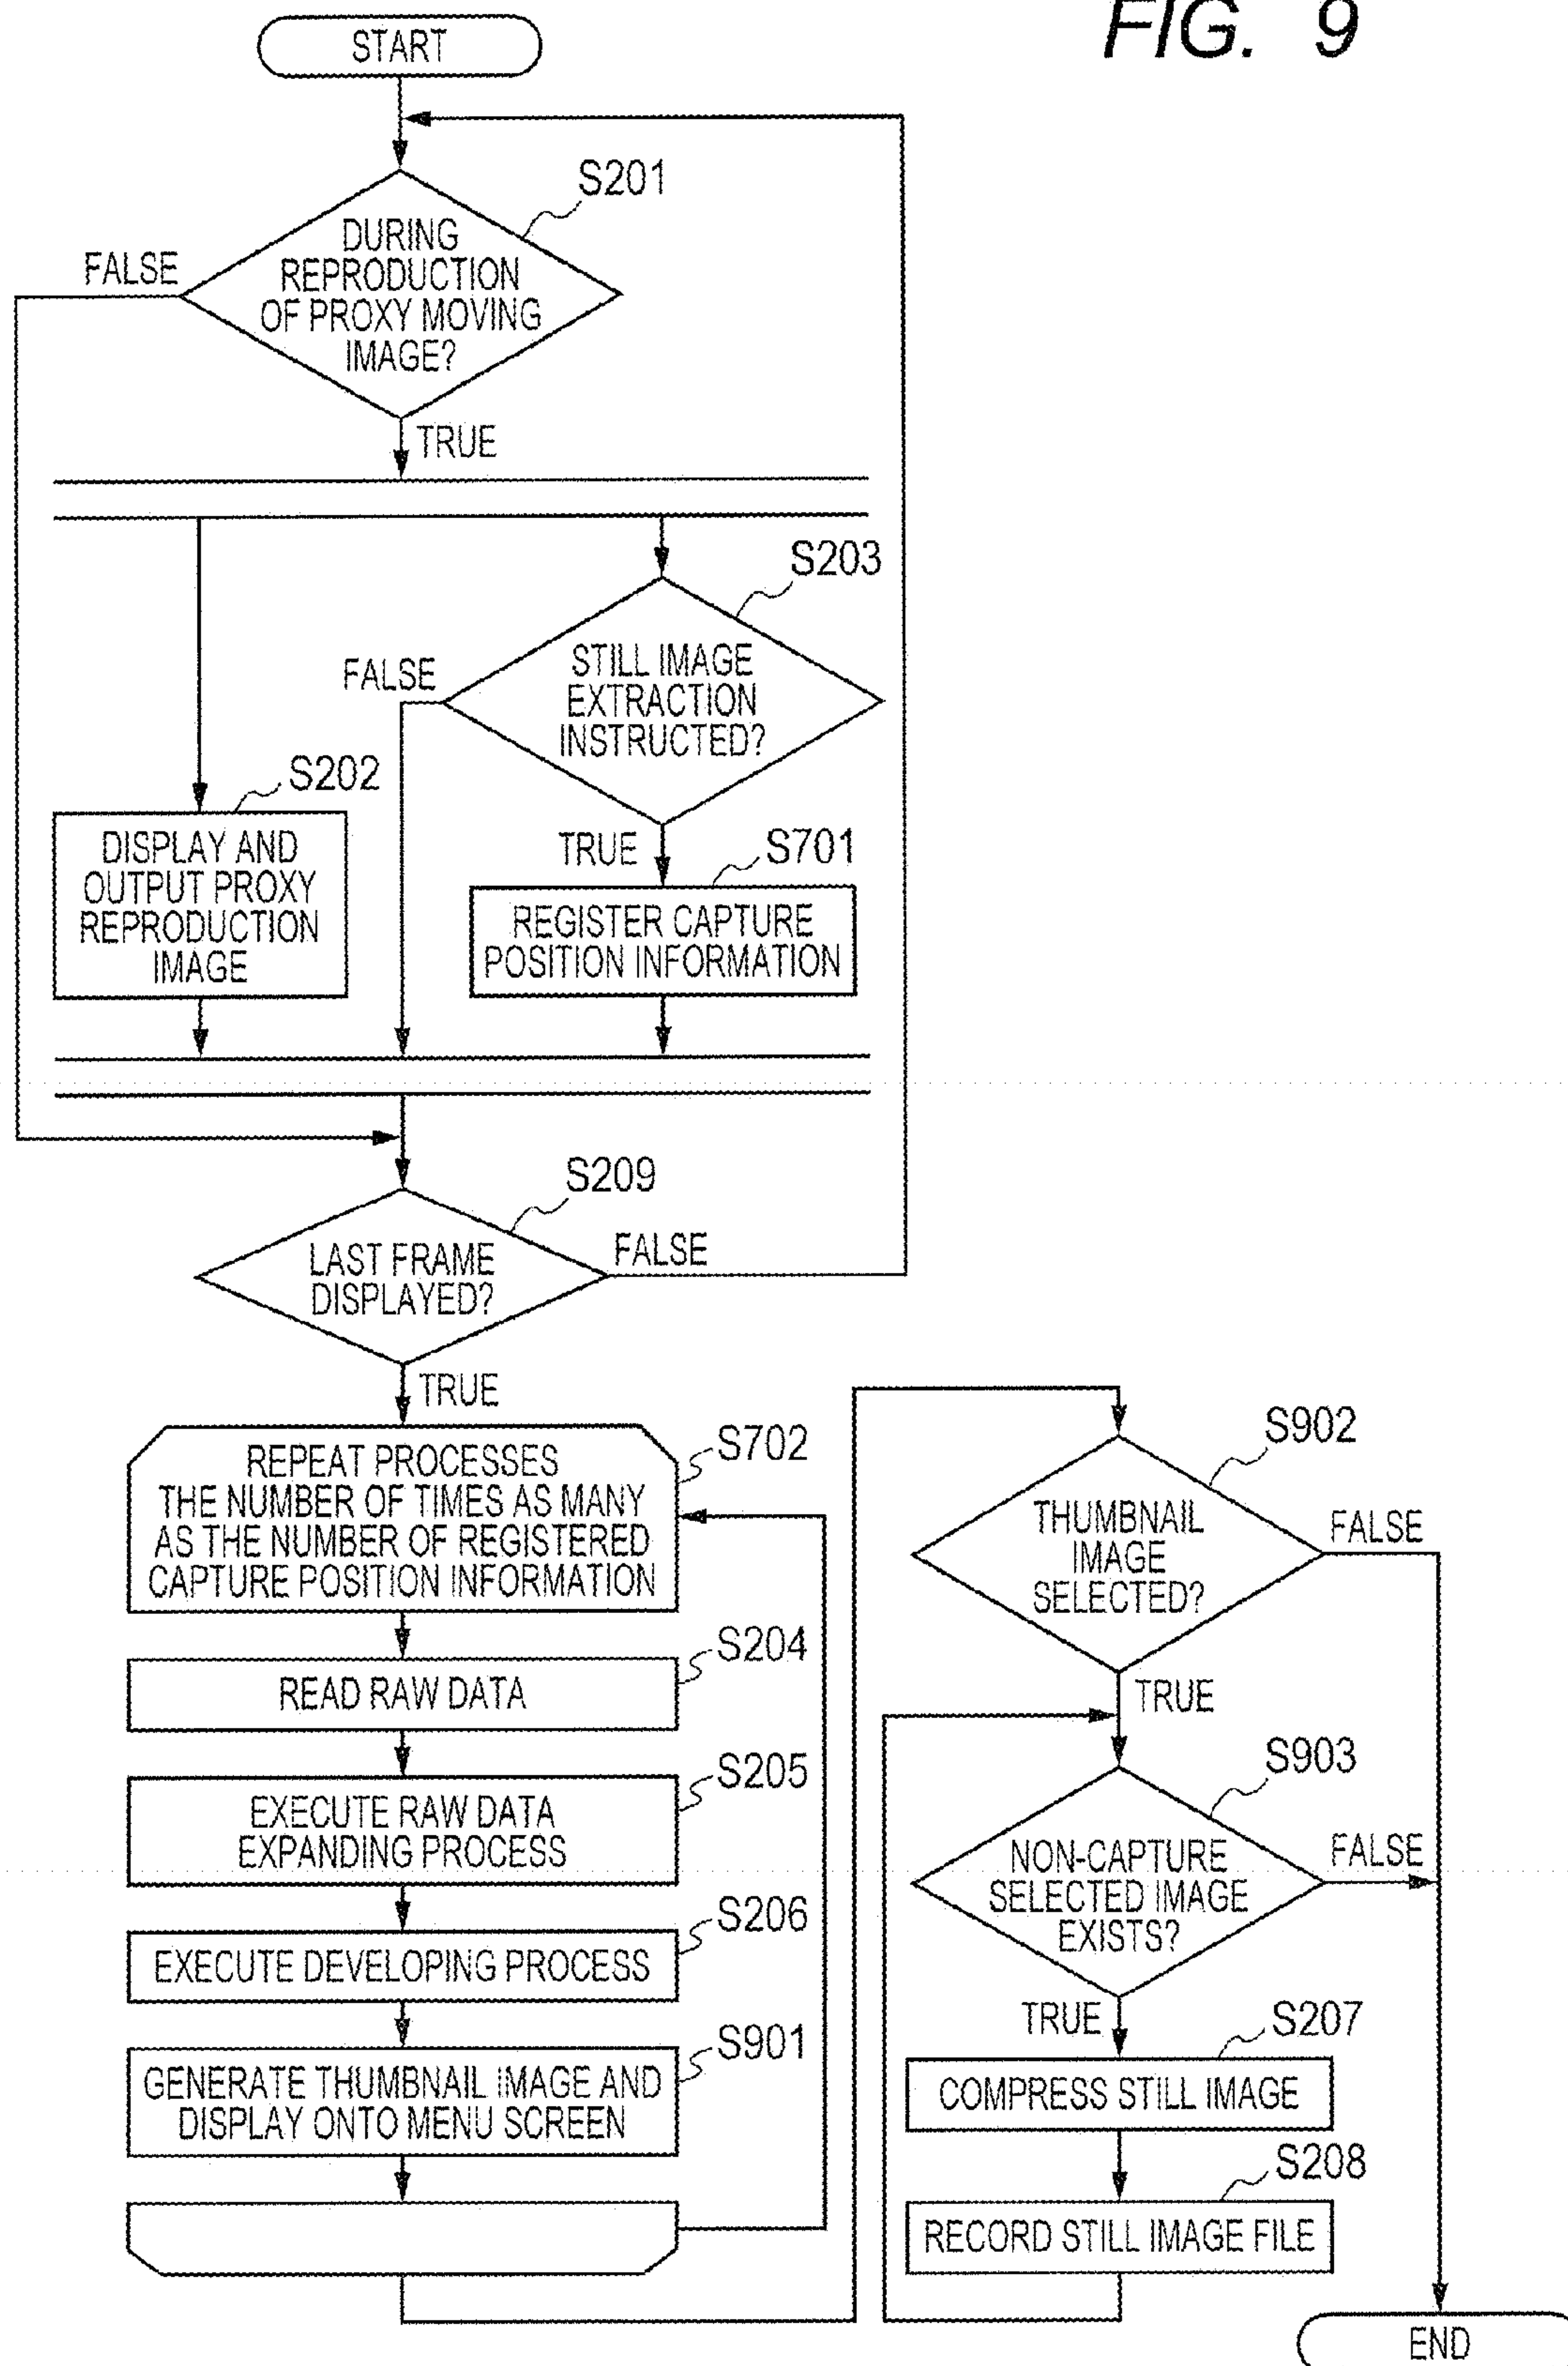 FIG. 9
START
S201
DURING
REPRODUCTION
OF PROXY MOVING
IMAGE?
FALSE
TRUE
S203
STILL IMAGE
EXTRACTION
INSTRUCTED?
FALSE
S202
DISPLAY AND
OUTPUT PROXY
REPRODUCTION
IMAGE
TRUE
S701
REGISTER CAPTURE
POSITION INFORMATION
S209
LAST FRAME
DISPLAYED?
FALSE
TRUE
S702
REPEAT PROCESSES
THE NUMBER OF TIMES AS MANY
AS THE NUMBER OF REGISTERED
CAPTURE POSITION INFORMATION
S204
READ RAW DATA
S205
EXECUTE RAW DATA
EXPANDING PROCESS
S206
EXECUTE DEVELOPING PROCESS
S901
GENERATE THUMBNAIL IMAGE AND
DISPLAY ONTO MENU SCREEN
S902
THUMBNAIL
IMAGE
SELECTED?
FALSE
TRUE
S903
NON-CAPTURE
SELECTED IMAGE
EXISTS?
FALSE
TRUE
S207
COMPRESS STILL IMAGE
S208
RECORD STILL IMAGE FILE
END